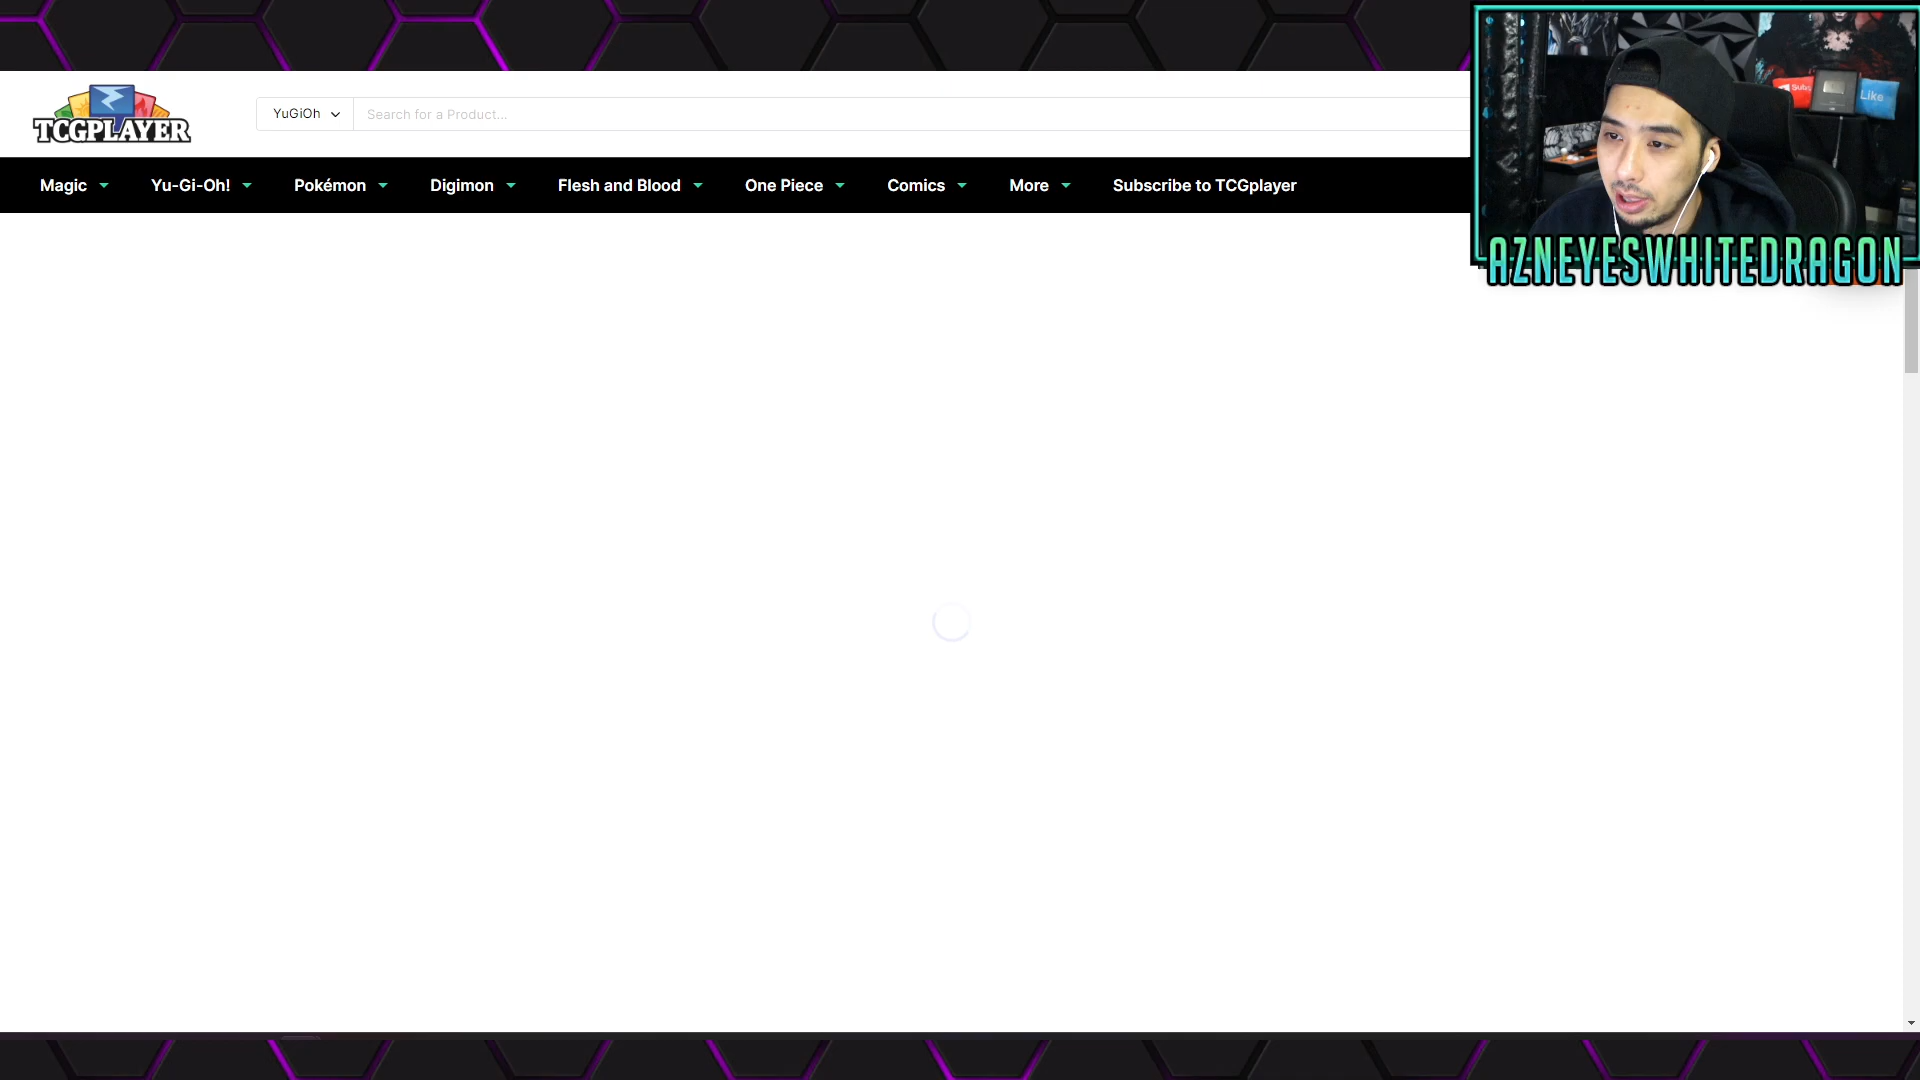 TCGPLAYER
YuGiOh
Search for a Product...
Magic
Yu-Gi-Oh!
Pokémon
Digimon
Flesh and Blood
One Piece
Comics
More
Subscribe to TCGplayer
Subs
Like
AZNEYESWHITEDRAGON